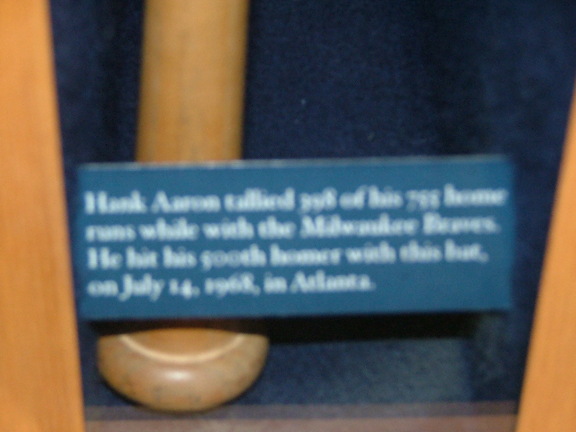 Hank Aaron tallied 398 of his 755 home
runs while with the Milwaukee Braves.
He hit his 500th homer with this bat,
on July 14, 1968, in Atlanta.